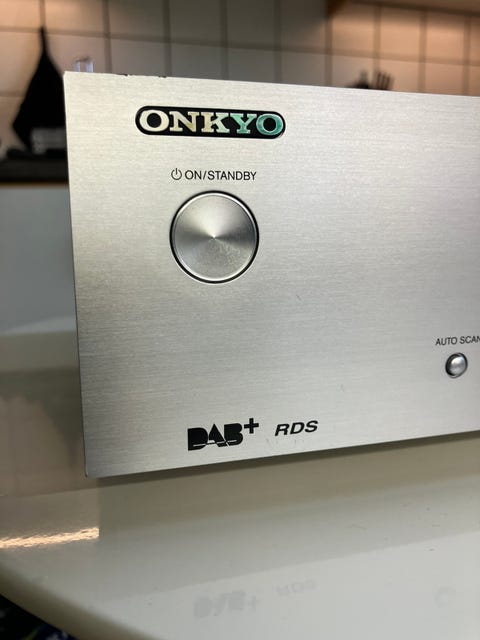 ONKYO
ON/STANDBY
AUTO SCAN
DAB+ RDS